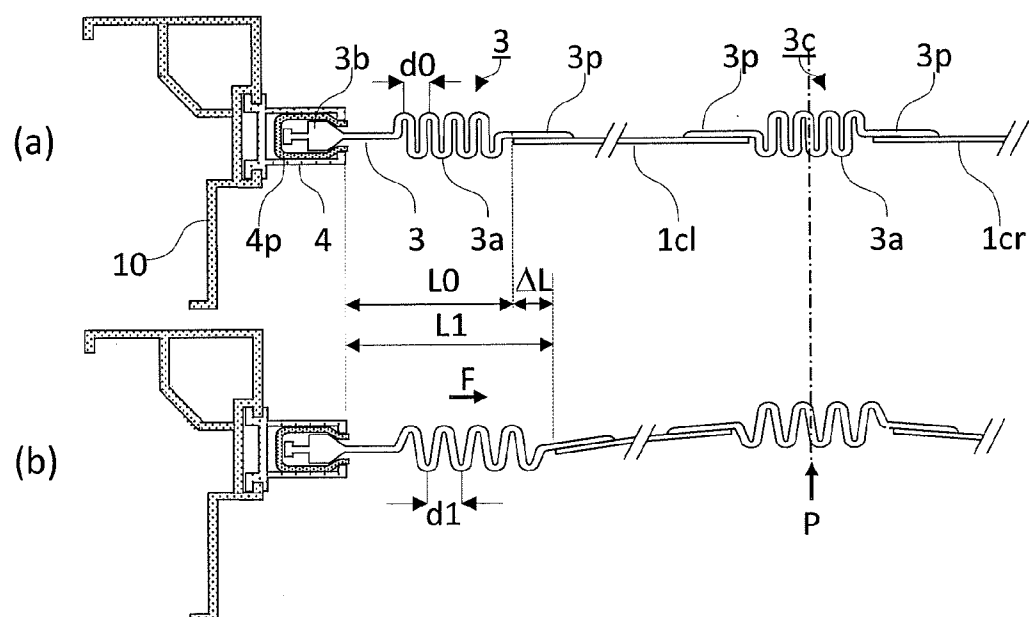 3b d0 3 3p 3p 3c 3p
(a)
10 4p 4 3 3a 1cl 3a 1cr
L0 ΔL
L1
F
(b)
d1 P